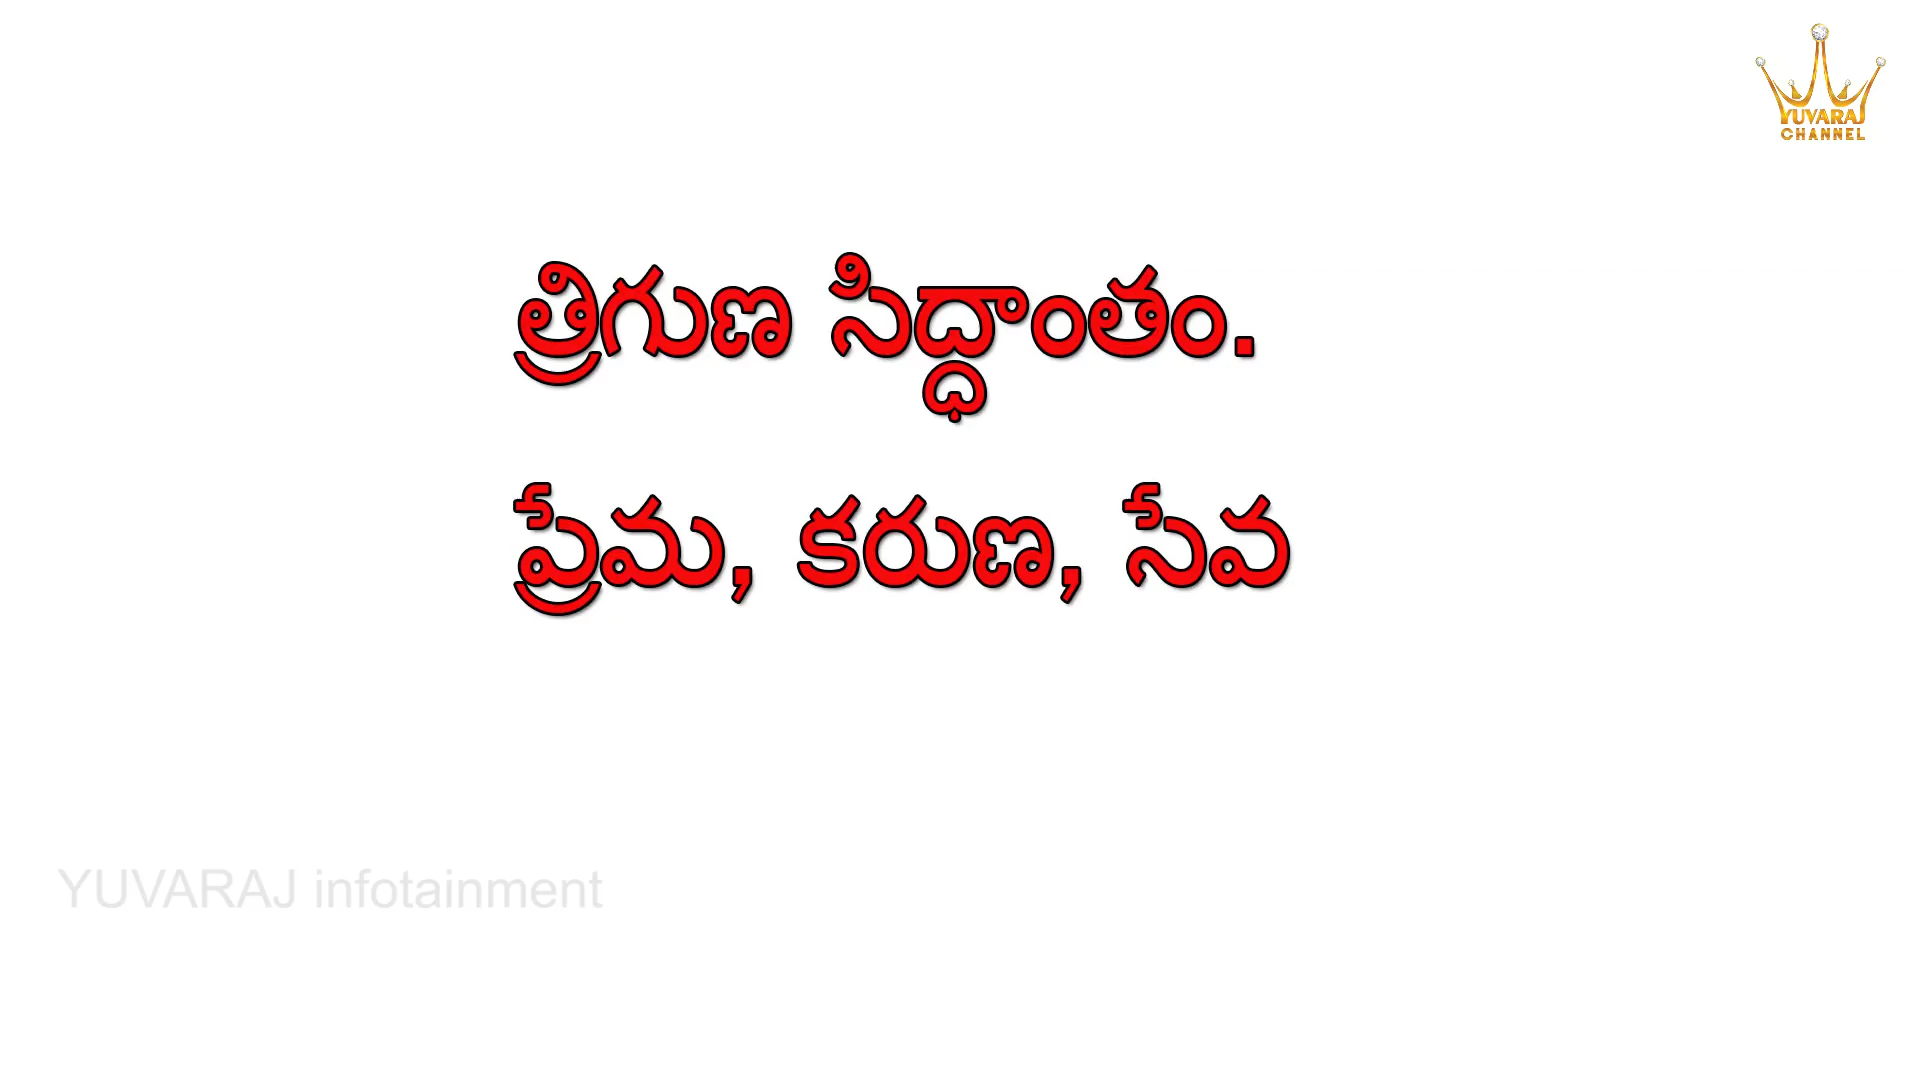 YUVARAJ
CHANNEL
త్రిగుణ సిద్ధాంతం.
ప్రేమ, కరుణ, సేవ
YUVARAJ infotainment